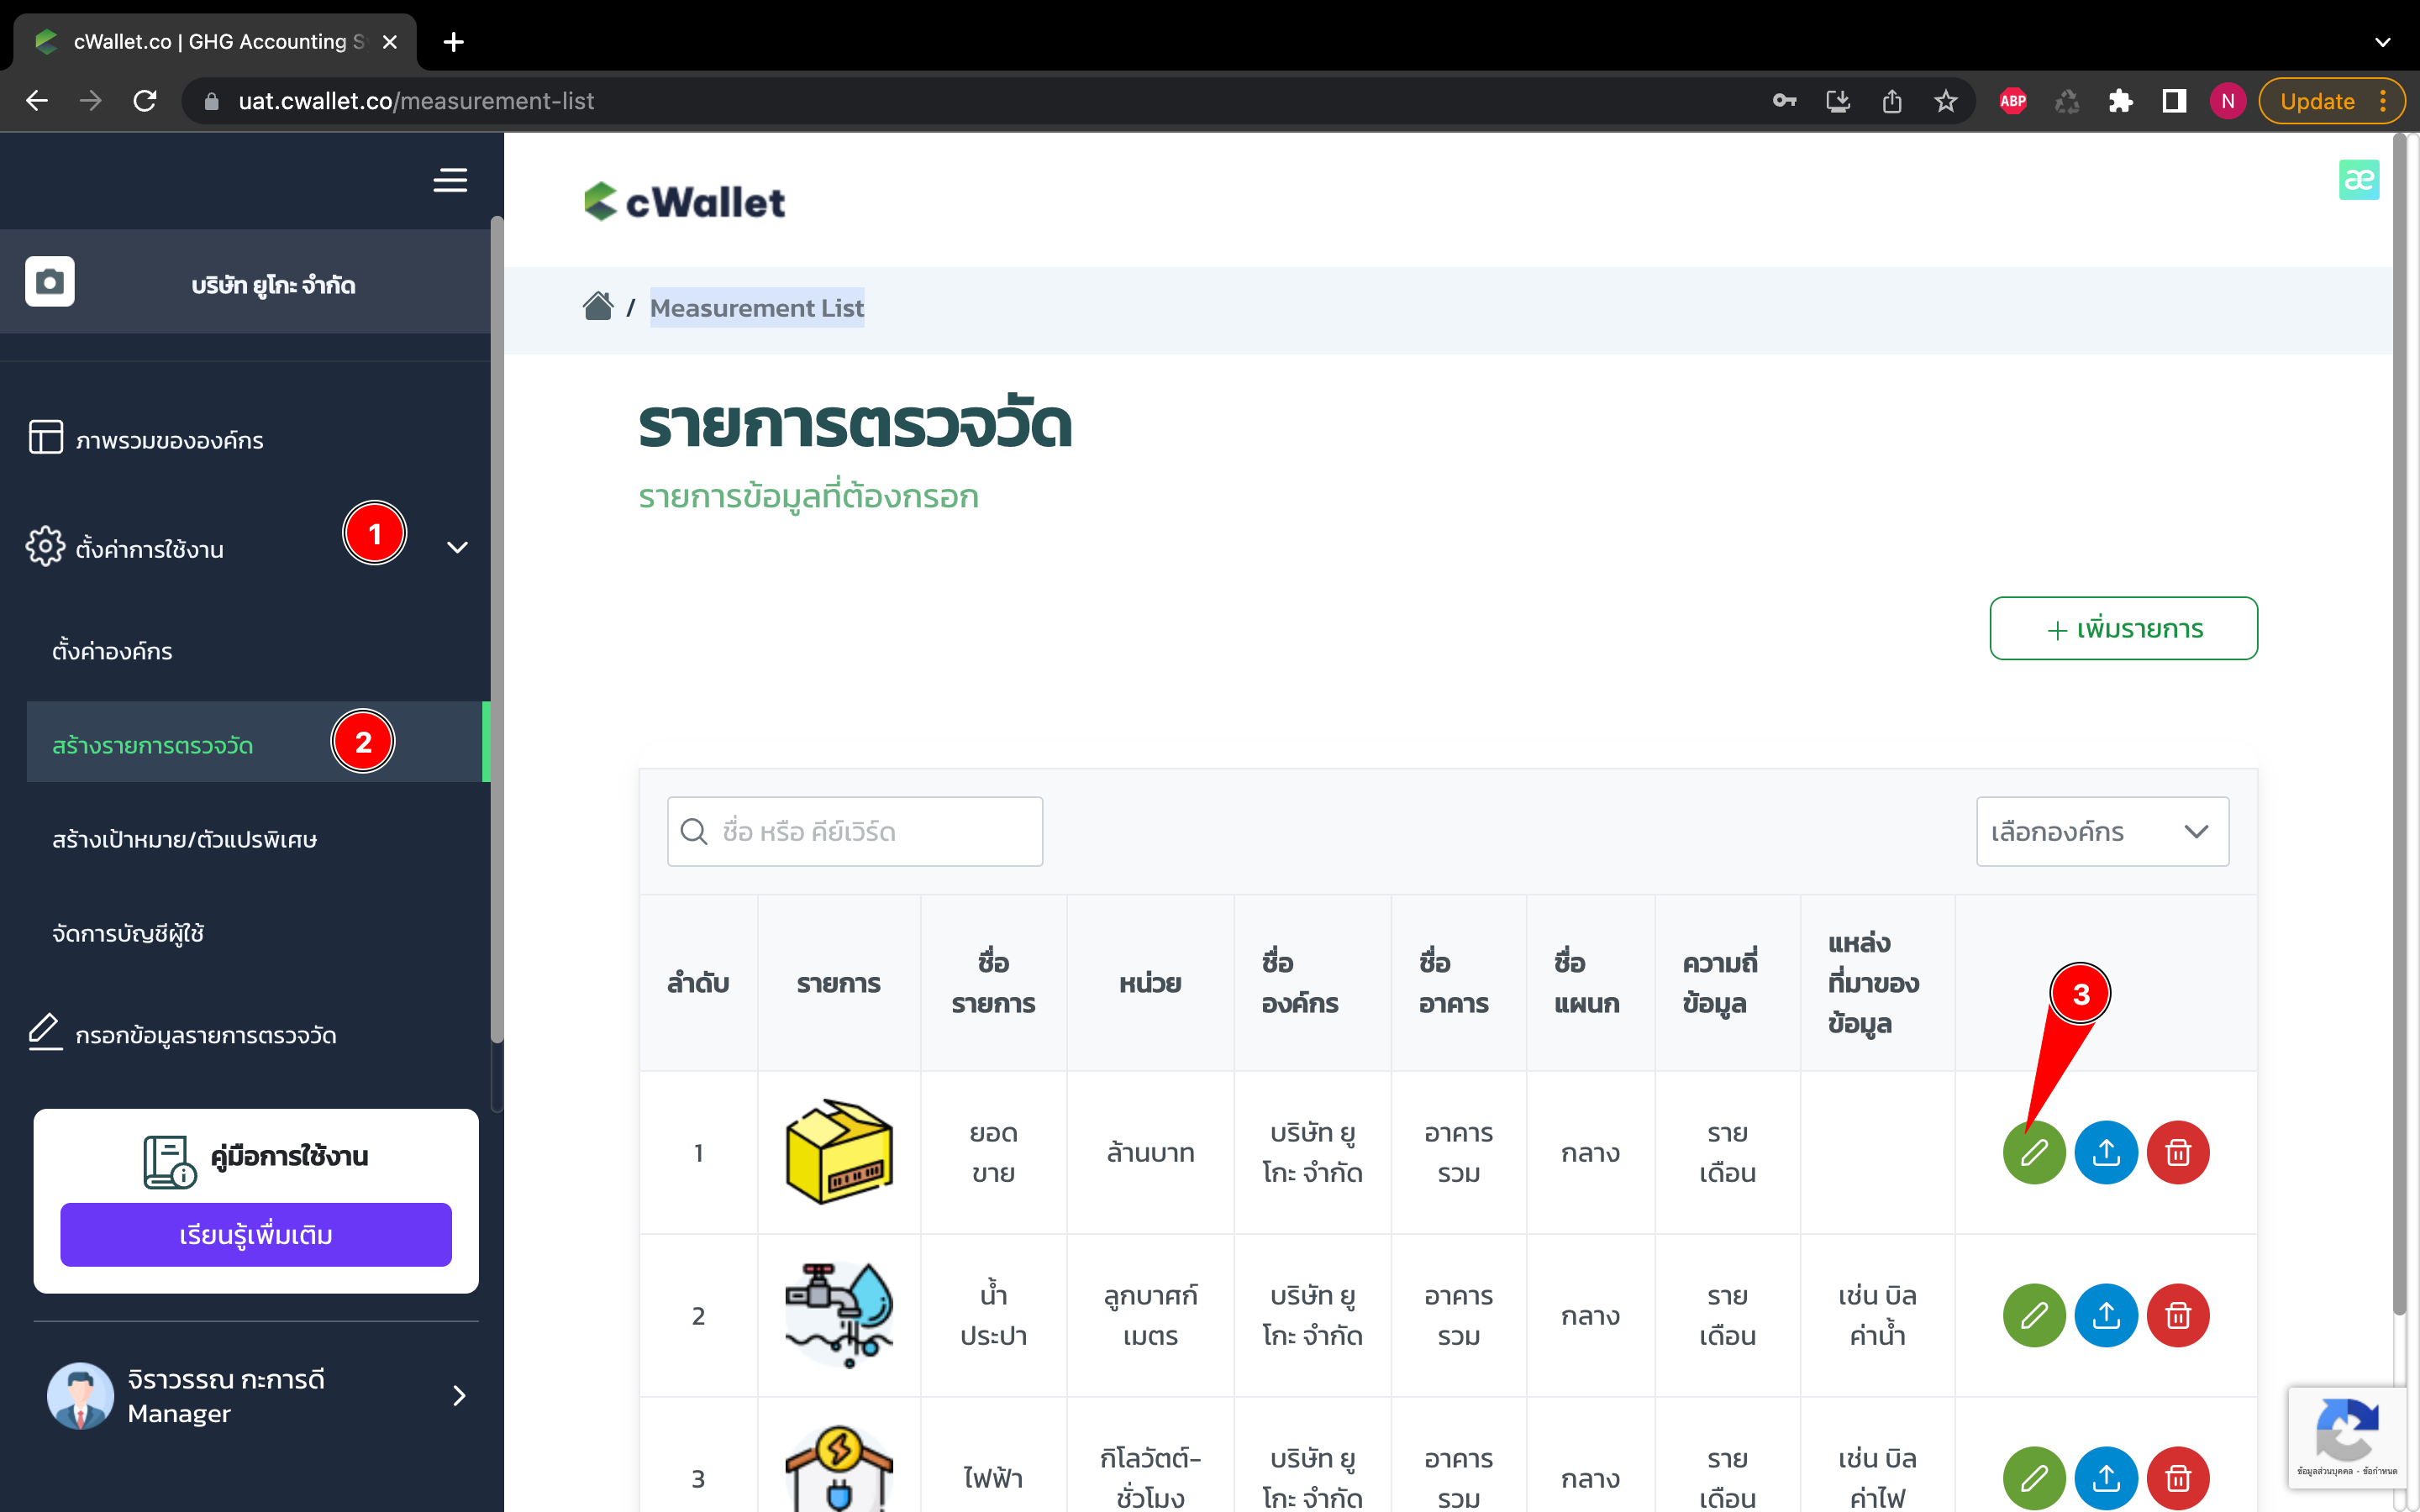 cWallet.co | GHG Accounting S
uat.cwallet.co/measurement-list
ABP
N
Update
cWallet
æ
บริษัท ยูโกะ จำกัด
/ Measurement List
รายการตรวจวัด
รายการข้อมูลที่ต้องกรอก
ภาพรวมขององค์กร
ตั้งค่าการใช้งาน
1
ตั้งค่าองค์กร
สร้างรายการตรวจวัด
2
สร้างเป้าหมาย/ตัวแปรพิเศษ
จัดการบัญชีผู้ใช้
กรอกข้อมูลรายการตรวจวัด
คู่มือการใช้งาน
เรียนรู้เพิ่มเติม
จิราวรรณ กะการดี
Manager
+ เพิ่มรายการ
ชื่อ หรือ คีย์เวิร์ด
เลือกองค์กร
ลำดับ
รายการ
ชื่อ
รายการ
หน่วย
ชื่อ
องค์กร
ชื่อ
อาคาร
ชื่อ
แผนก
ความถี่
ข้อมูล
แหล่ง
ที่มาของ
ข้อมูล
3
1
ยอด
ขาย
ล้านบาท
บริษัท ยู
โกะ จำกัด
อาคาร
รวม
กลาง
ราย
เดือน
2
น้ำ
ประปา
ลูกบาศก์
เมตร
บริษัท ยู
โกะ จำกัด
อาคาร
รวม
กลาง
ราย
เดือน
เช่น บิล
ค่าน้ำ
3
ไฟฟ้า
กิโลวัตต์-
ชั่วโมง
บริษัท ยู
โกะ จำกัด
อาคาร
รวม
กลาง
ราย
เดือน
เช่น บิล
ค่าไฟ
ข้อมูลส่วนบุคคล - ข้อกำหนด